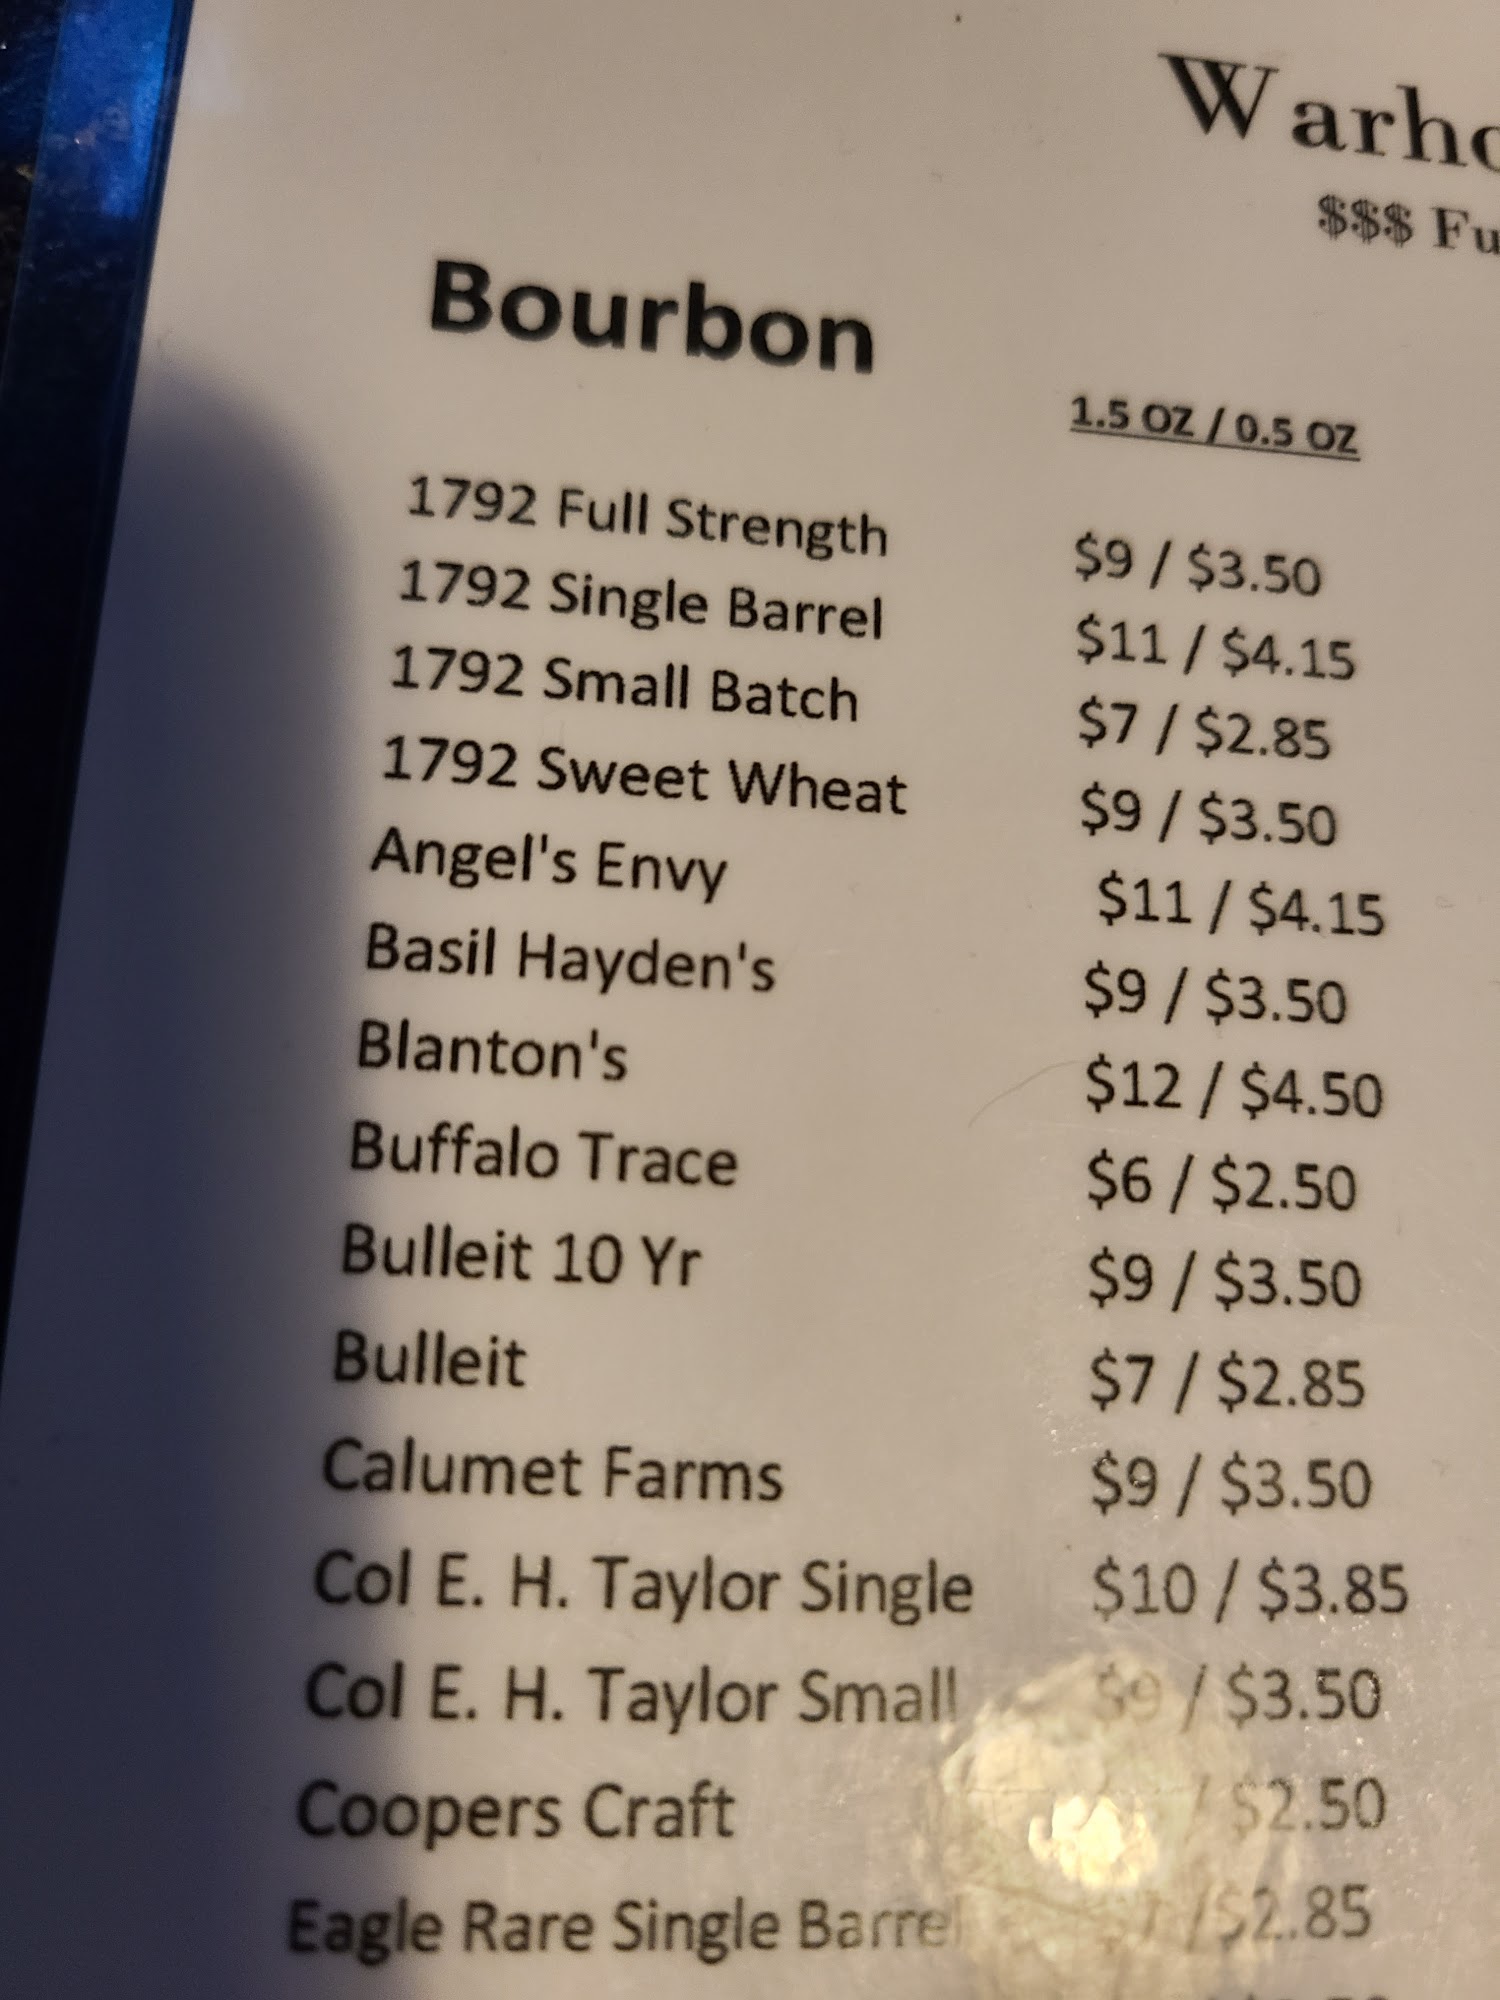 Warho
$$$ Fu
Bourbon
1.5 OZ / 0.5 OZ
1792 Full Strength $9 / $3.50
1792 Single Barrel $11 / $4.15
1792 Small Batch $7 / $2.85
1792 Sweet Wheat $9 / $3.50
Angel's Envy $11 / $4.15
Basil Hayden's $9 / $3.50
Blanton's $12 / $4.50
Buffalo Trace $6 / $2.50
Bulleit 10 Yr $9 / $3.50
Bulleit $7 / $2.85
Calumet Farms $9 / $3.50
Col E. H. Taylor Single $10 / $3.85
Col E. H. Taylor Small $9 / $3.50
Coopers Craft / $2.50
Eagle Rare Single Barrel / $2.85